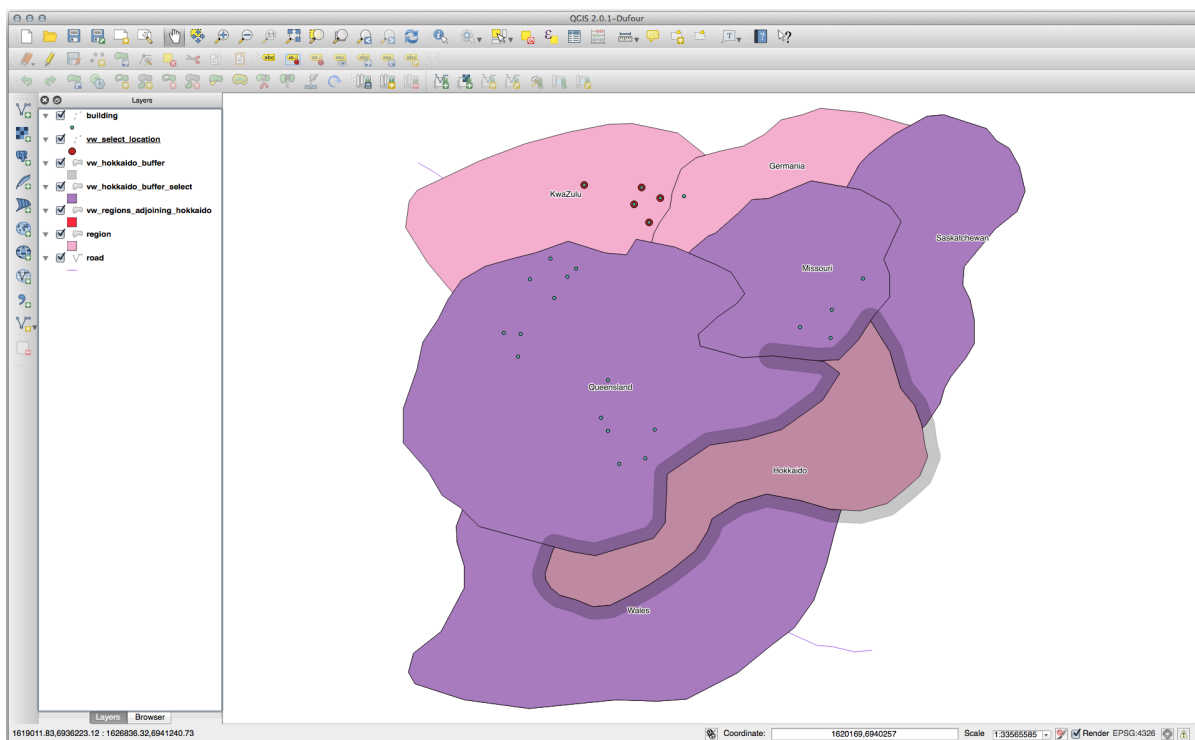 QGIS 2.0.1-Dufour
Layers
building
vw_select_location
vw_hokkaido_buffer
vw_hokkaido_buffer_select
vw_regions_adjoining_hokkaido
region
road
KwaZulu
Germania
Saskatchewan
Missouri
Queensland
Hokkaido
Wales
Layers Browser
1619011.83,6936223.12 : 1626836.32,6941240.73 Coordinate: 1620169,6940257 Scale 1:33565585 Render EPSG:4326